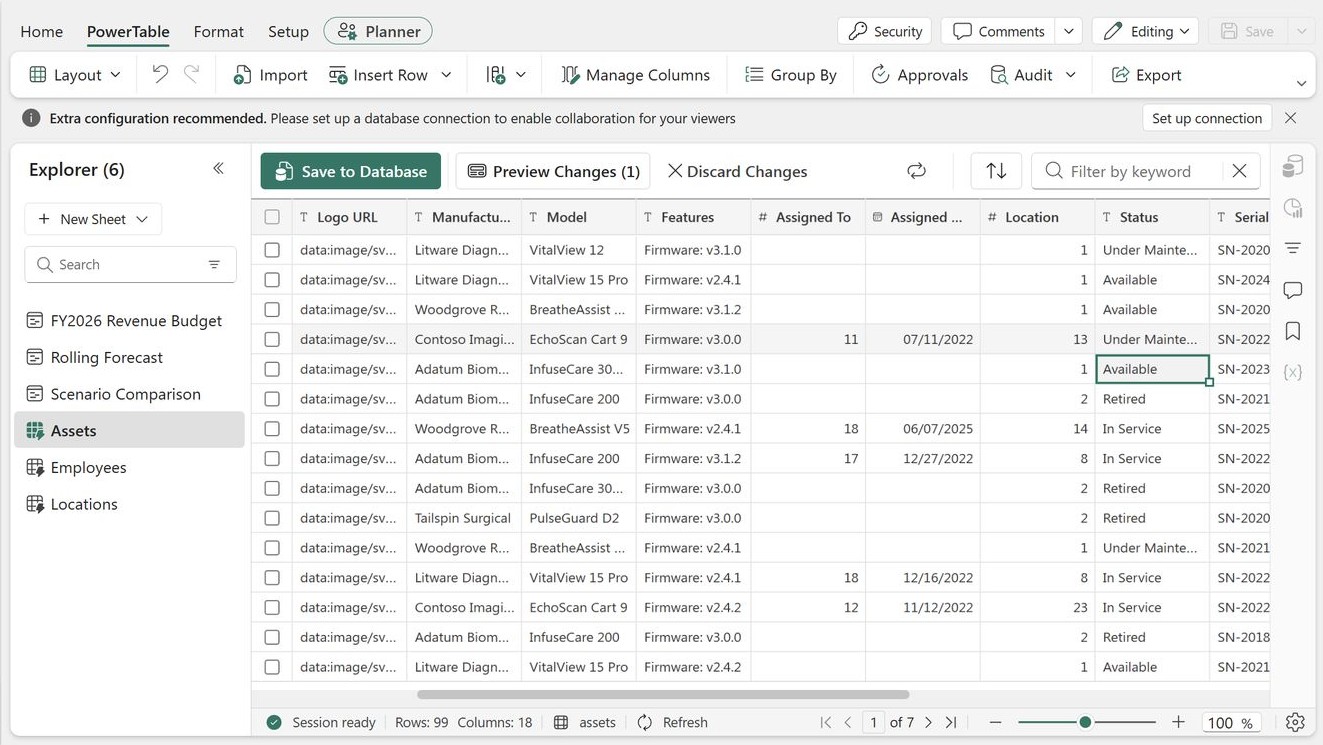 Home PowerTable Format Setup Planner Security Comments Editing Save
Layout Import Insert Row Manage Columns Group By Approvals Audit Export
Extra configuration recommended. Please set up a database connection to enable collaboration for your viewers Set up connection
Explorer (6)
New Sheet
Search
FY2026 Revenue Budget
Rolling Forecast
Scenario Comparison
Assets
Employees
Locations
Save to Database Preview Changes (1) Discard Changes Filter by keyword
T Logo URL T Manufactu... T Model T Features # Assigned To Assigned ... # Location T Status T Serial
data:image/sv... Litware Diagn... VitalView 12 Firmware: v3.1.0 1 Under Mainte... SN-2020
data:image/sv... Litware Diagn... VitalView 15 Pro Firmware: v2.4.1 1 Available SN-2024
data:image/sv... Woodgrove R... BreatheAssist ... Firmware: v3.1.2 1 Available SN-2020
data:image/sv... Contoso Imagi... EchoScan Cart 9 Firmware: v3.0.0 11 07/11/2022 13 Under Mainte... SN-2022
data:image/sv... Adatum Biom... InfuseCare 30... Firmware: v3.1.0 1 Available SN-2023
data:image/sv... Adatum Biom... InfuseCare 200 Firmware: v3.0.0 2 Retired SN-2021
data:image/sv... Woodgrove R... BreatheAssist V5 Firmware: v2.4.1 18 06/07/2025 14 In Service SN-2025
data:image/sv... Adatum Biom... InfuseCare 200 Firmware: v3.1.2 17 12/27/2022 8 In Service SN-2022
data:image/sv... Adatum Biom... InfuseCare 30... Firmware: v3.0.0 2 Retired SN-2020
data:image/sv... Tailspin Surgical PulseGuard D2 Firmware: v3.0.0 2 Retired SN-2020
data:image/sv... Woodgrove R... BreatheAssist ... Firmware: v2.4.1 1 Under Mainte... SN-2021
data:image/sv... Litware Diagn... VitalView 15 Pro Firmware: v2.4.1 18 12/16/2022 8 In Service SN-2022
data:image/sv... Contoso Imagi... EchoScan Cart 9 Firmware: v2.4.2 12 11/12/2022 23 In Service SN-2022
data:image/sv... Adatum Biom... InfuseCare 200 Firmware: v3.0.0 2 Retired SN-2018
data:image/sv... Litware Diagn... VitalView 15 Pro Firmware: v2.4.2 1 Available SN-2021
Session ready Rows: 99 Columns: 18 assets Refresh 1 of 7 100 %